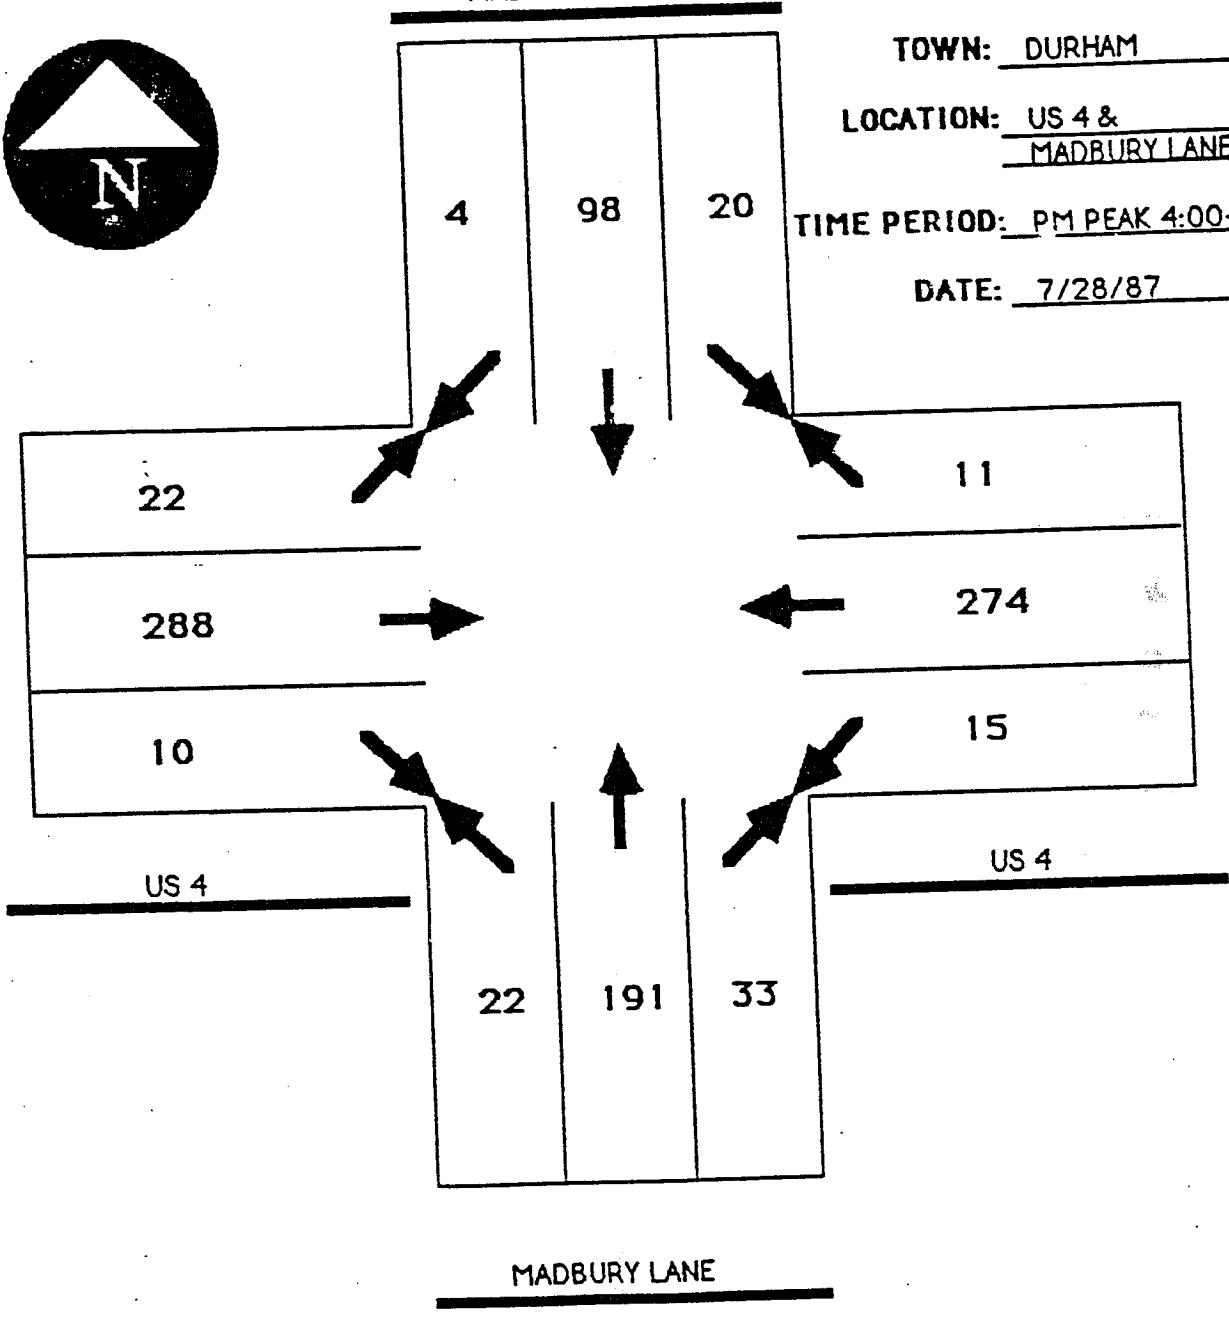 TOWN: DURHAM
LOCATION: US 4 &
MADBURY LANE
TIME PERIOD: PM PEAK 4:00-
DATE: 7/28/87
N
4 98 20
22 11
288 274
10 15
US 4 US 4
22 191 33
MADBURY LANE